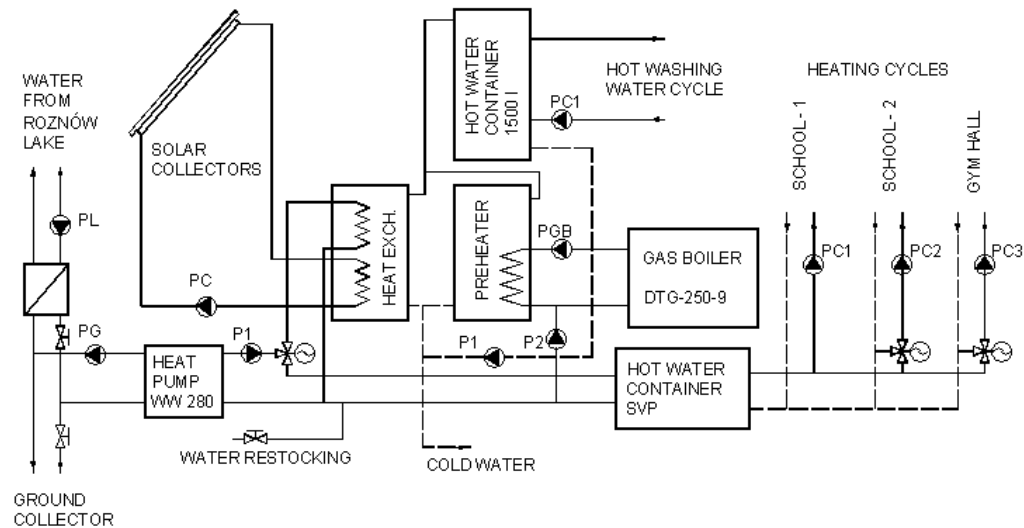 WATER
FROM
ROZNÓW
LAKE
PL
SOLAR
COLLECTORS
HOT WATER
CONTAINER
1500 l
HOT WASHING
WATER CYCLE
PC1
HEATING CYCLES
SCHOOL - 1
SCHOOL - 2
GYM HALL
PC1
PC2
PC3
HEAT EXCH.
PREHEATER
PGB
GAS BOILER
DTG-250-9
PC
PG
P1
P1
P2
HEAT
PUMP
WW 280
HOT WATER
CONTAINER
SVP
WATER RESTOCKING
COLD WATER
GROUND
COLLECTOR